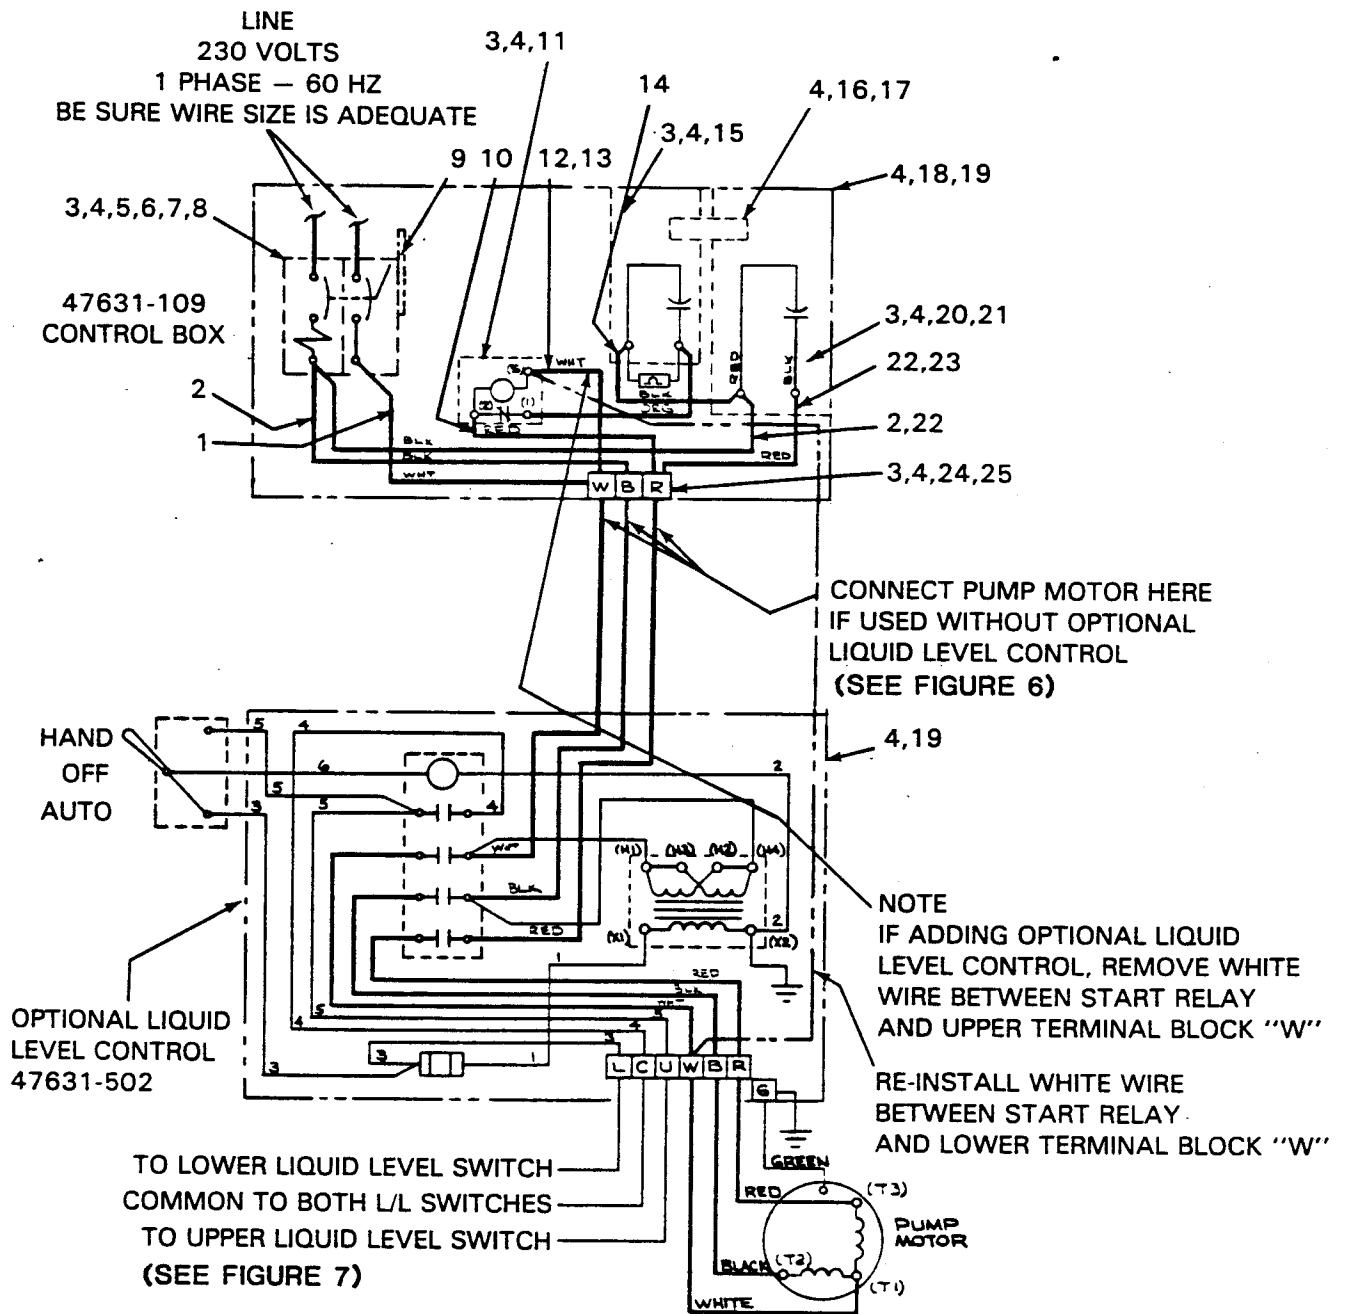 LINE
230 VOLTS
1 PHASE — 60 HZ
BE SURE WIRE SIZE IS ADEQUATE
3,4,11
14
4,16,17
3,4,15
9
10
12,13
4,18,19
3,4,5,6,7,8
47631-109
CONTROL BOX
3,4,20,21
22,23
WHT
RED
BLK
(5)
(2)
(1)
RED
2
1
2,22
BLK
BLK
RED
WHT
3,4,24,25
W B R
CONNECT PUMP MOTOR HERE
IF USED WITHOUT OPTIONAL
LIQUID LEVEL CONTROL
(SEE FIGURE 6)
HAND
OFF
AUTO
5
4
4,19
6
2
5
5
4
3
WHT
(H1)
(H3)
(H2)
(H4)
BLK
2
RED
(X1)
(X2)
1
NOTE
IF ADDING OPTIONAL LIQUID
LEVEL CONTROL, REMOVE WHITE
WIRE BETWEEN START RELAY
AND UPPER TERMINAL BLOCK "W"
RED
BLK
WHT
5
5
4
4
3
OPTIONAL LIQUID
LEVEL CONTROL
47631-502
3
3
1
L C U W B R
G
RE-INSTALL WHITE WIRE
BETWEEN START RELAY
AND LOWER TERMINAL BLOCK "W"
TO LOWER LIQUID LEVEL SWITCH
COMMON TO BOTH L/L SWITCHES
TO UPPER LIQUID LEVEL SWITCH
(SEE FIGURE 7)
GREEN
RED
(T3)
PUMP
MOTOR
BLACK
(T2)
(T1)
WHITE